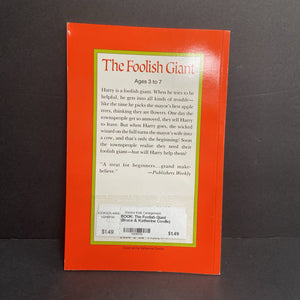 The Foolish Giant
Ages 3 to 7
Harry is a foolish giant. When he tries to be
helpful, he gets into all kinds of trouble—
like the time he picks the mayor's best apple
trees, thinking they are flowers. One day the
townspeople get so annoyed, they tell Harry
to leave. But when Harry goes, the wicked
wizard on the hill turns the mayor's wife into
a cow, and that's only the beginning! Soon
the townspeople realize they need their
foolish giant—but will Harry help them?
"A treat for beginners...grand make-
believe."
—Publishers Weekly
$1.49
BOOK: The Foolish Giant
(Bruce & Katherine Coville)
$1.49